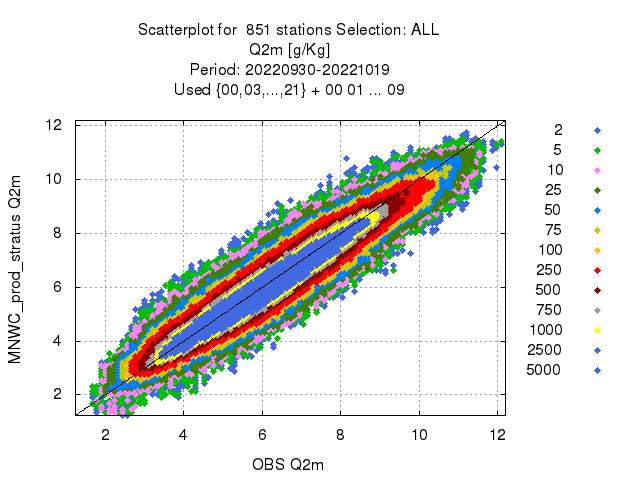 Scatterplot for  851 stations Selection: ALL
Q2m [g/Kg]
Period: 20220930-20221019
Used {00,03,...,21} + 00 01 ... 09
MNWC_prod_stratus Q2m
12
10
8
6
4
2
2 4 6 8 10 12
OBS Q2m
2
5
10
25
50
75
100
250
500
750
1000
2500
5000